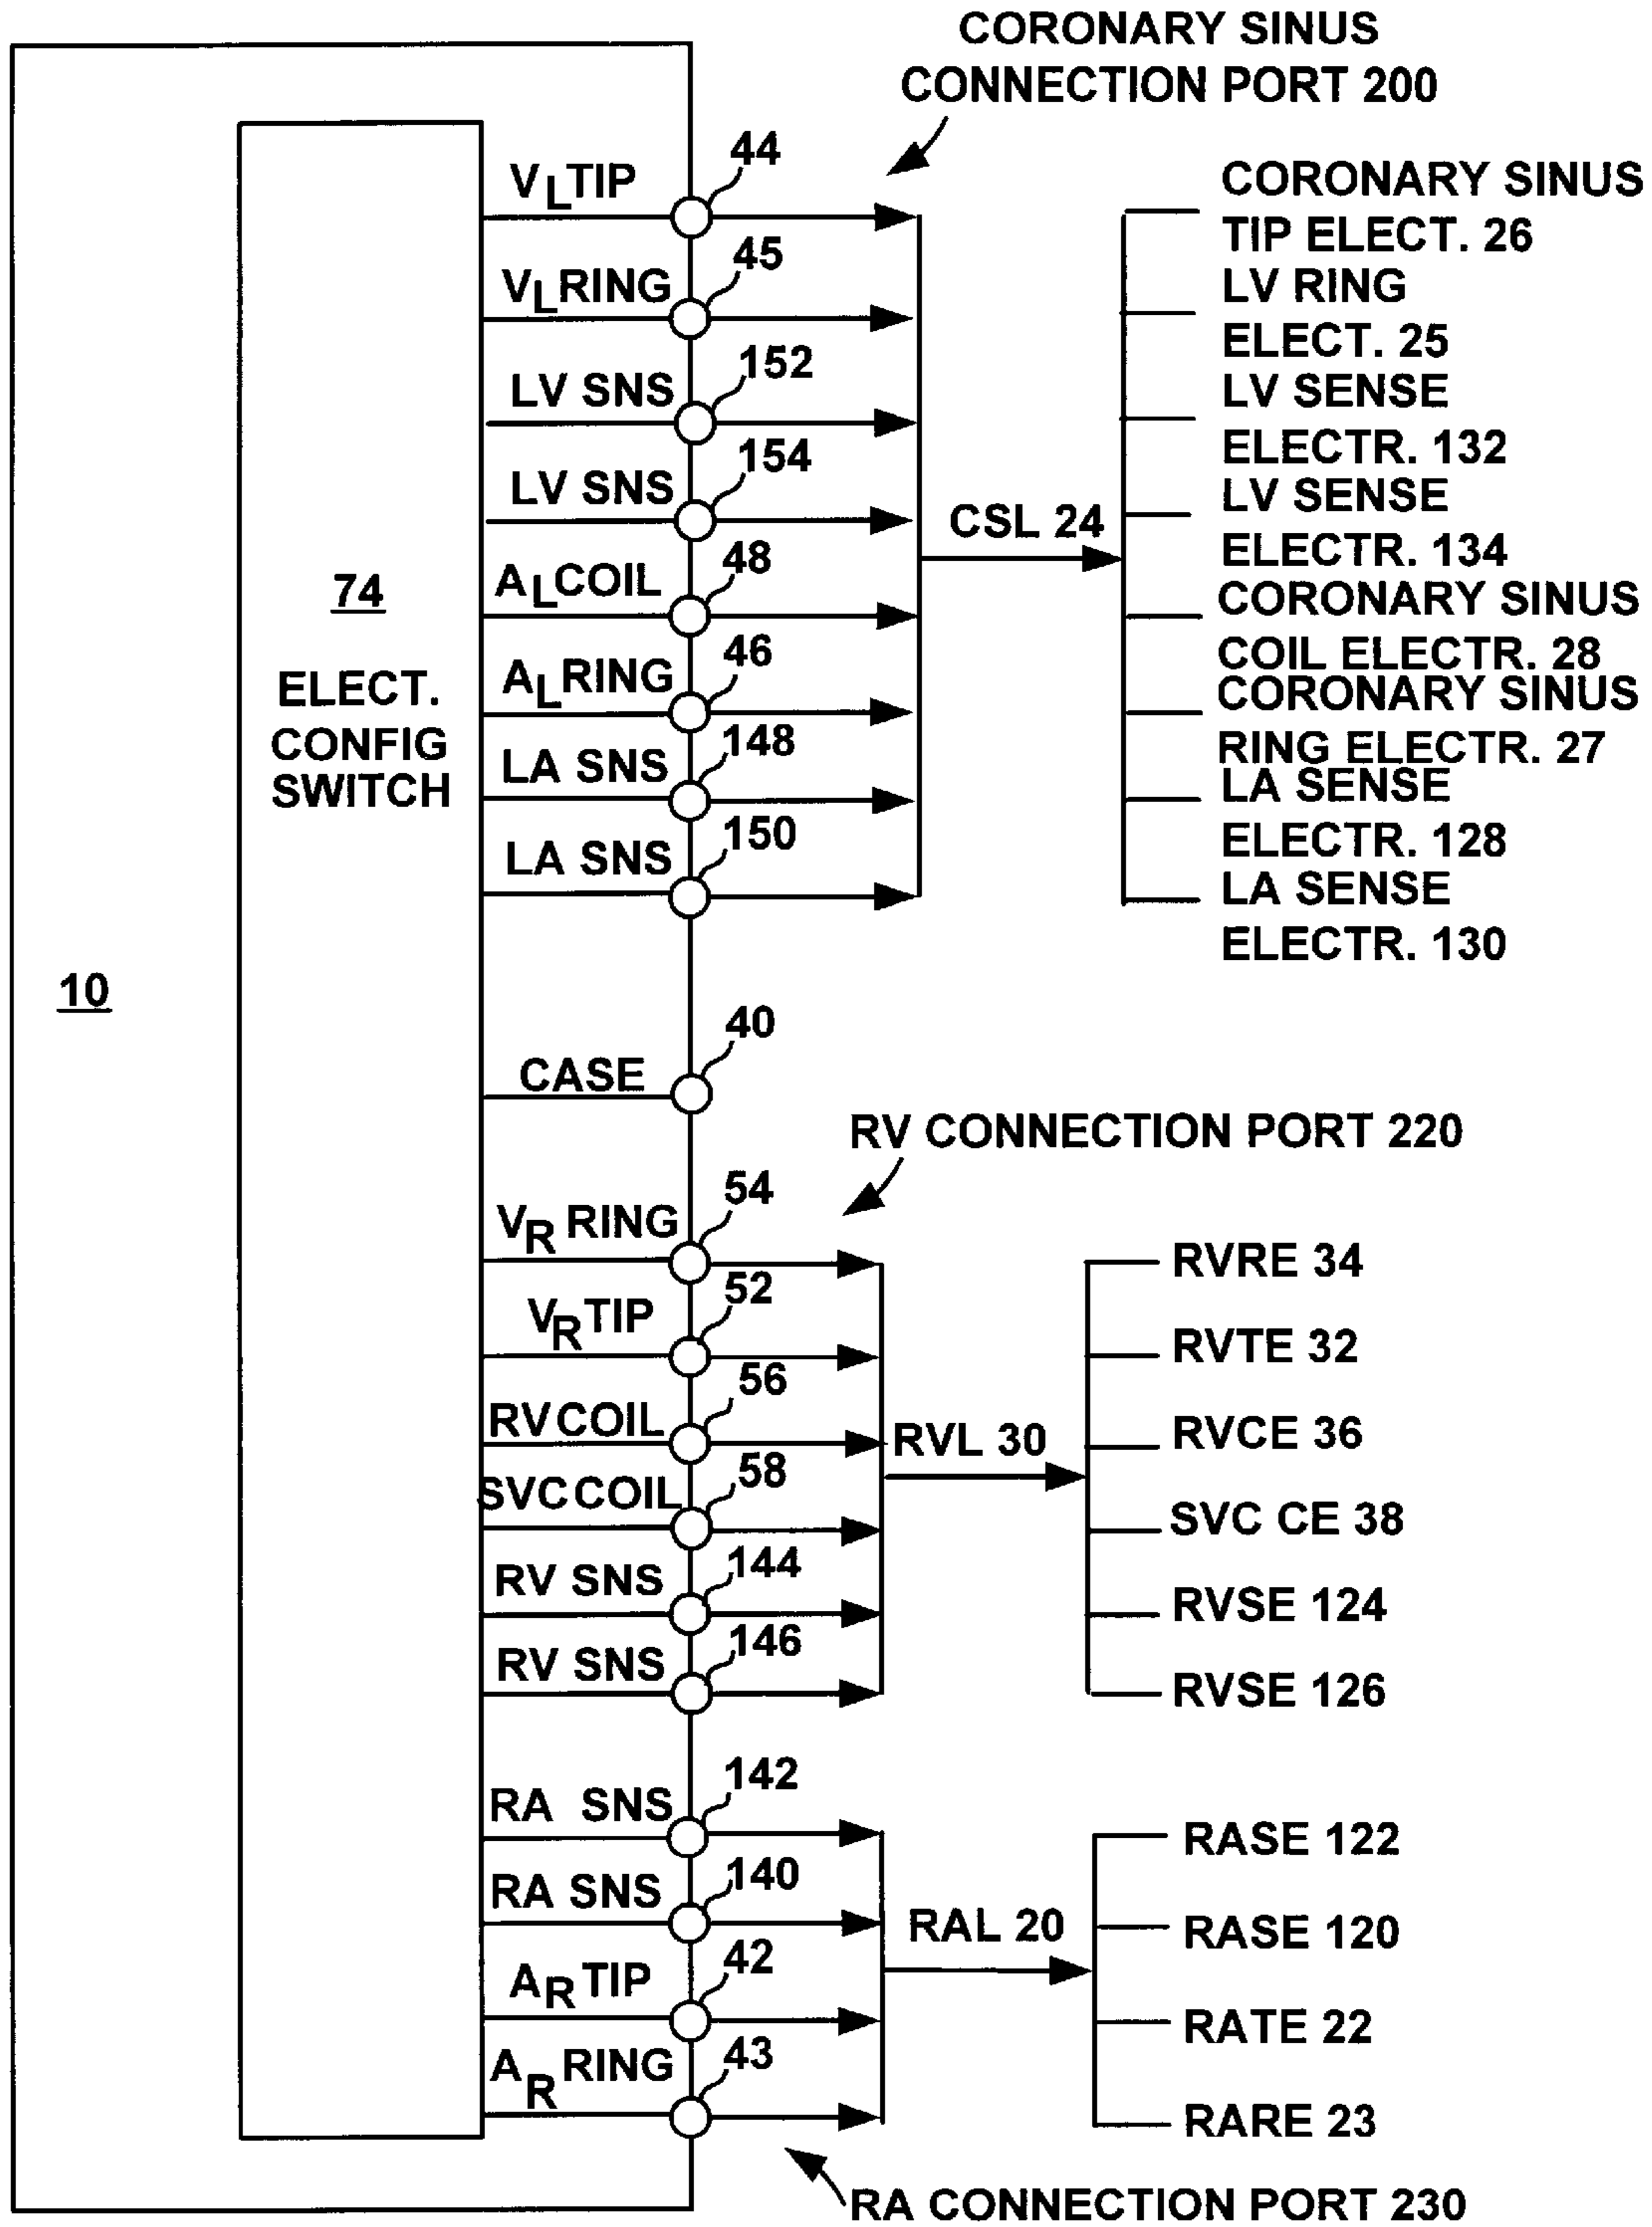 CORONARY SINUS
CONNECTION PORT 200
10
74
ELECT.
CONFIG
SWITCH
VLTIP
44
VLRING
45
LV SNS
152
LV SNS
154
ALCOIL
48
ALRING
46
LA SNS
148
LA SNS
150
CSL 24
CORONARY SINUS
TIP ELECT. 26
LV RING
ELECT. 25
LV SENSE
ELECTR. 132
LV SENSE
ELECTR. 134
CORONARY SINUS
COIL ELECTR. 28
CORONARY SINUS
RING ELECTR. 27
LA SENSE
ELECTR. 128
LA SENSE
ELECTR. 130
CASE
40
RV CONNECTION PORT 220
VR RING
54
VRTIP
52
RVCOIL
56
SVCCOIL
58
RV SNS
144
RV SNS
146
RVL 30
RVRE 34
RVTE 32
RVCE 36
SVC CE 38
RVSE 124
RVSE 126
RA SNS
142
RA SNS
140
ARTIP
42
AR RING
43
RAL 20
RASE 122
RASE 120
RATE 22
RARE 23
RA CONNECTION PORT 230